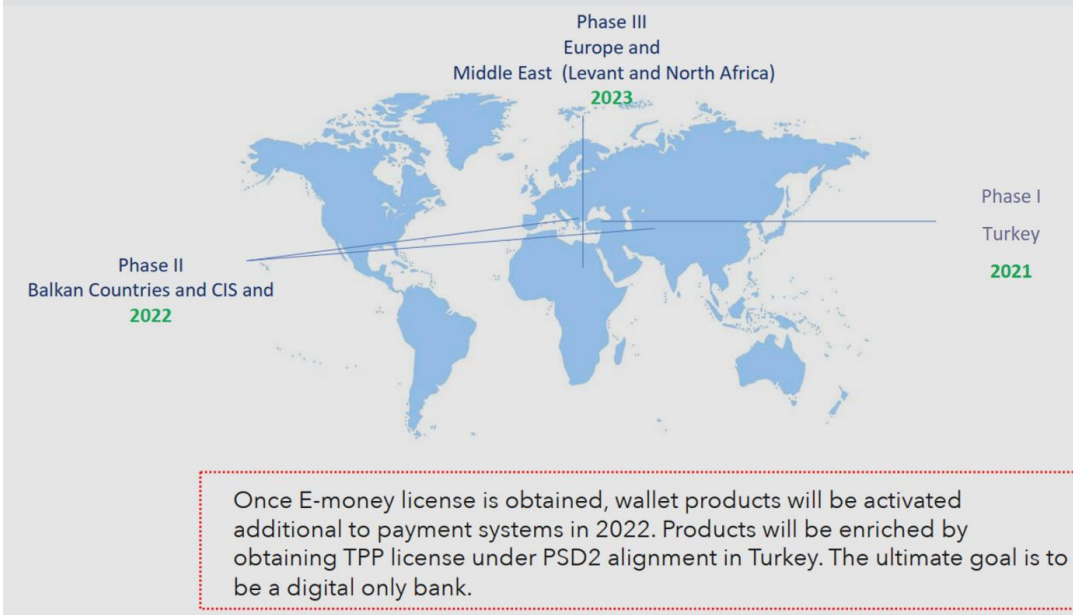 Phase III
Europe and
Middle East (Levant and North Africa)
2023
Phase I
Turkey
2021
Phase II
Balkan Countries and CIS and
2022
Once E-money license is obtained, wallet products will be activated
additional to payment systems in 2022. Products will be enriched by
obtaining TPP license under PSD2 alignment in Turkey. The ultimate goal is to
be a digital only bank.